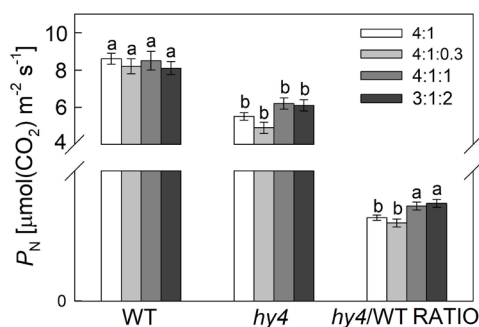 10
8
6
4
0
P_N [μmol(CO₂) m⁻² s⁻¹]
4:1
4:1:0.3
4:1:1
3:1:2
a a a a
b b b b
b b a a
WT hy4 hy4/WT RATIO